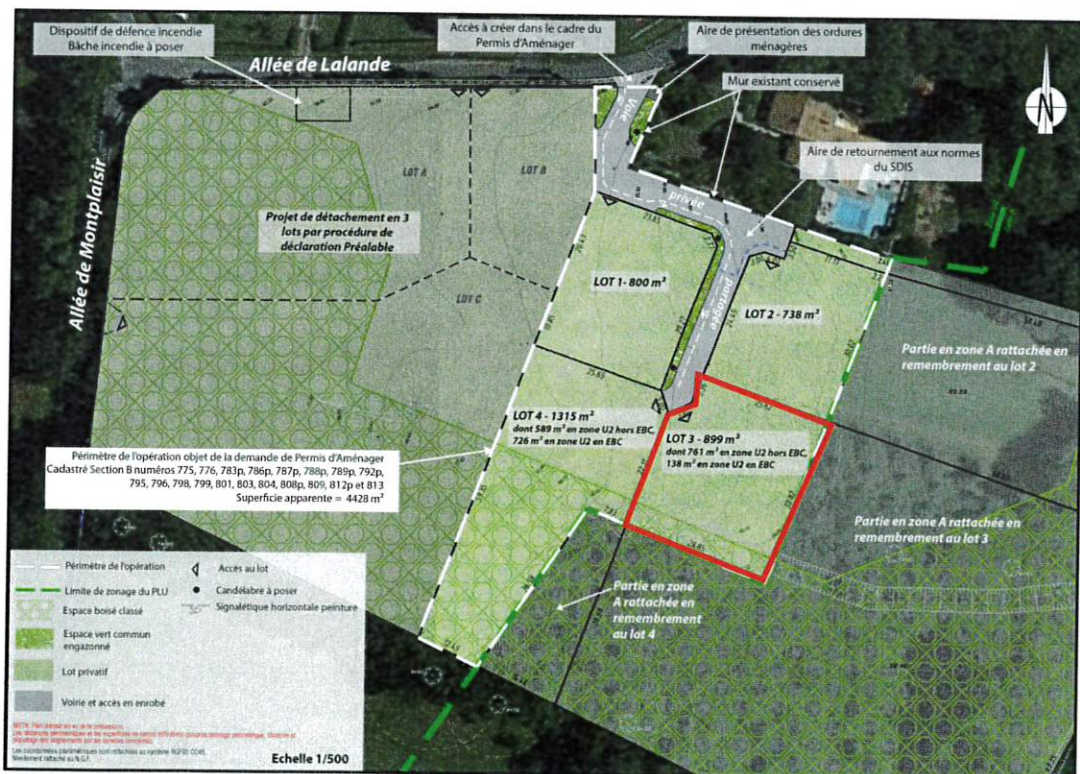 Dispositif de défence incendie
Bâche incendie à poser
Accès à créer dans le cadre du
Permis d'Aménager
Aire de présentation des ordures
ménagères
Allée de Lalande
Mur existant conservé
Voie
N
Aire de retournement aux normes
du SDIS
LOT A
LOT B
privée
Projet de détachement en 3
lots par procédure de
déclaration Préalable
Allée de Montplaisir
LOT C
LOT 1- 800 m²
partagée
LOT 2 - 738 m²
Partie en zone A rattachée en
remembrement au lot 2
LOT 4 - 1315 m²
dont 589 m² en zone U2 hors EBC,
726 m² en zone U2 en EBC
LOT 3 - 899 m²
dont 761 m² en zone U2 hors EBC,
138 m² en zone U2 en EBC
Périmètre de l'opération objet de la demande de Permis d'Aménager
Cadastré Section B numéros 775, 776, 783p, 786p, 787p, 788p, 789p, 792p,
795, 796, 798, 799, 801, 803, 804, 808p, 809, 812p et 813
Superficie apparente = 4428 m²
Partie en zone A rattachée en
remembrement au lot 3
Partie en zone
A rattachée en
remembrement
au lot 4
Périmètre de l'opération
Accès au lot
Limite de zonage du PLU
Candélabre à poser
Espace boisé classé
Signalétique horizontale peinture
Espace vert commun
engazonné
Lot privatif
Voirie et accès en enrobé
Echelle 1/500